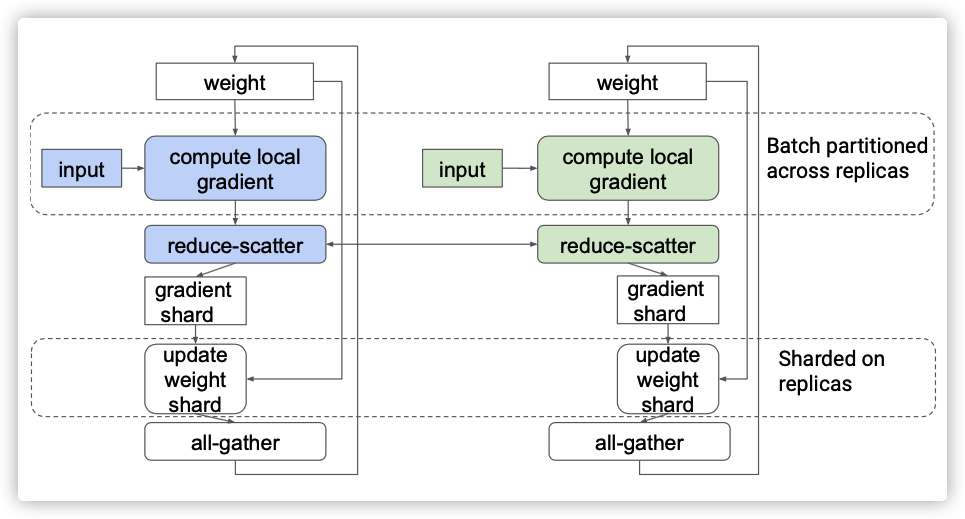 weight
weight
input
compute local
gradient
input
compute local
gradient
Batch partitioned
across replicas
reduce-scatter
reduce-scatter
gradient
shard
gradient
shard
update
weight
shard
update
weight
shard
Sharded on
replicas
all-gather
all-gather